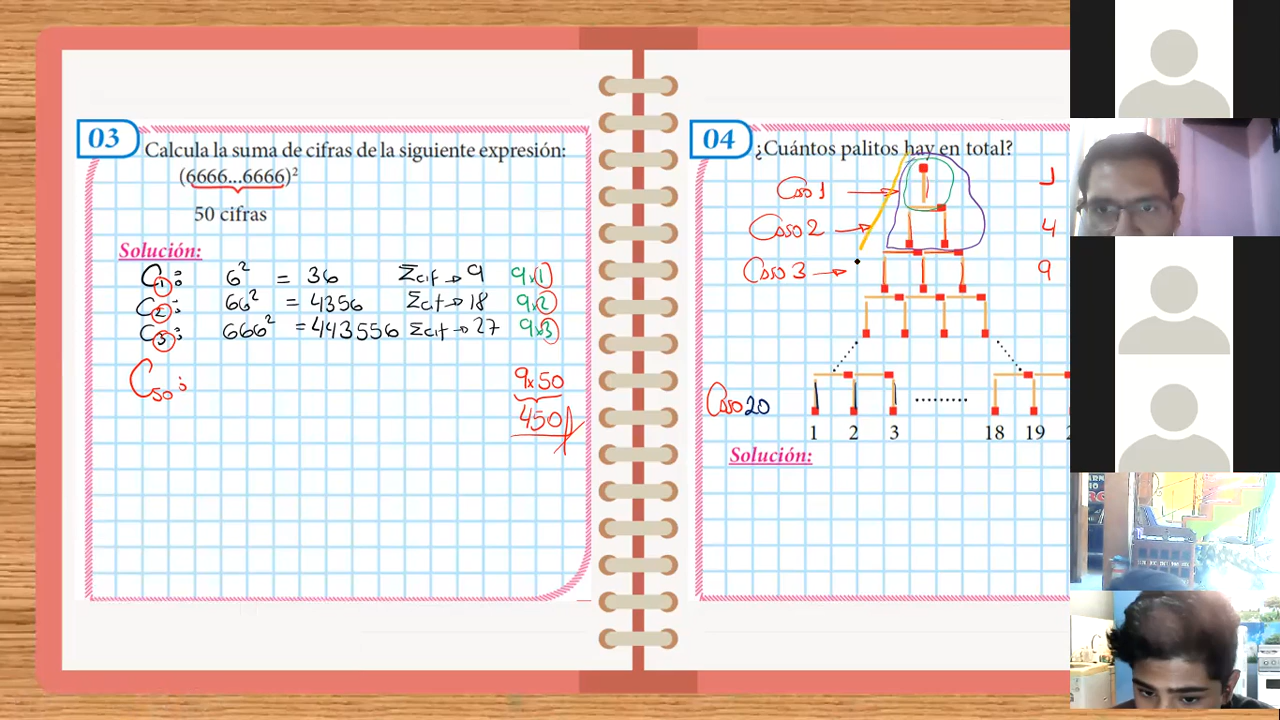 03
Calcula la suma de cifras de la siguiente expresión:
(6666...6666)²
50 cifras
Solución:
C₁: 6² = 36 Σcif → 9 9x1
C₂: 66² = 4356 Σcif → 18 9x2
C₃: 666² = 443556 Σcif → 27 9x3
C₅₀: 9x50
450
04
¿Cuántos palitos hay en total?
Caso 1 → 1
Caso 2 → 4
Caso 3 → 9
Caso 20
1 2 3 ......... 18 19
Solución: